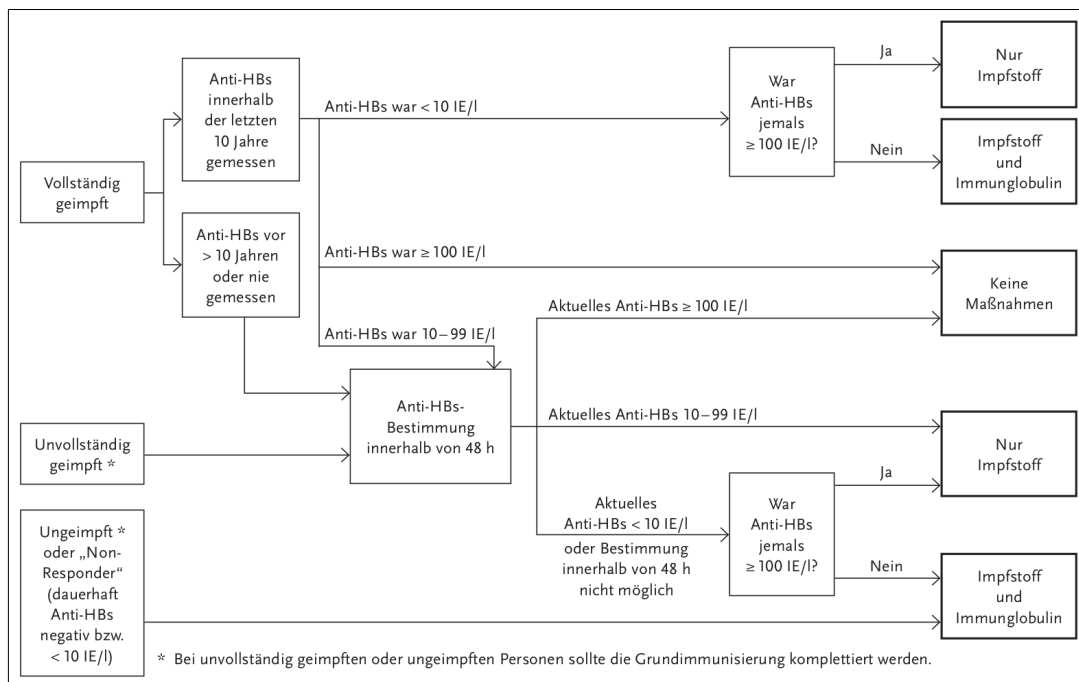 Vollständig
geimpft
Anti-HBs
innerhalb
der letzten
10 Jahre
gemessen
Anti-HBs vor
> 10 Jahren
oder nie
gemessen
Anti-HBs war < 10 IE/l
War
Anti-HBs
jemals
≥ 100 IE/l?
Ja
Nur
Impfstoff
Nein
Impfstoff
und
Immunglobulin
Anti-HBs war ≥ 100 IE/l
Keine
Maßnahmen
Anti-HBs war 10–99 IE/l
Aktuelles Anti-HBs ≥ 100 IE/l
Unvollständig
geimpft *
Anti-HBs-
Bestimmung
innerhalb von 48 h
Aktuelles Anti-HBs 10–99 IE/l
Nur
Impfstoff
Aktuelles
Anti-HBs < 10 IE/l
oder Bestimmung
innerhalb von 48 h
nicht möglich
War
Anti-HBs
jemals
≥ 100 IE/l?
Ja
Nein
Impfstoff
und
Immunglobulin
Ungeimpft *
oder „Non-
Responder“
(dauerhaft
Anti-HBs
negativ bzw.
< 10 IE/l)
* Bei unvollständig geimpften oder ungeimpften Personen sollte die Grundimmunisierung komplettiert werden.